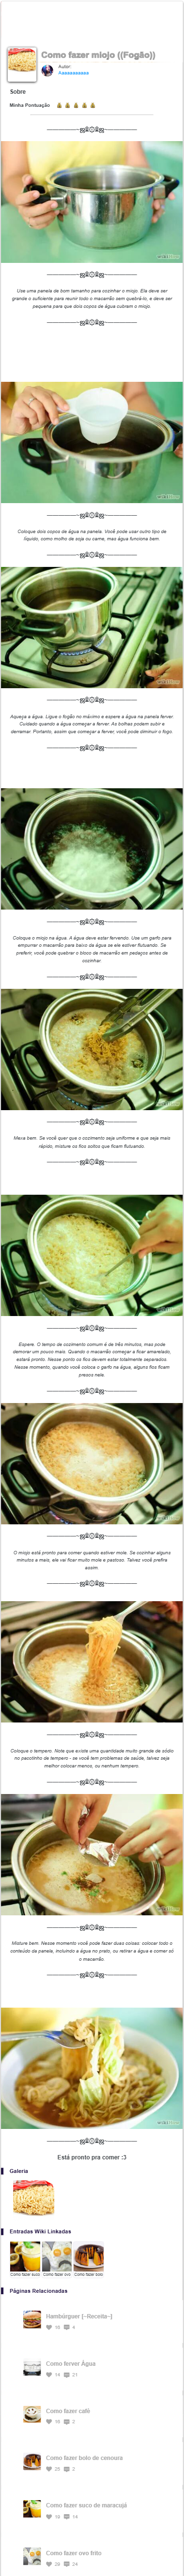 Como fazer miojo ((Fogão))
Autor:
Aaaaaaaaaaa
Sobre
Minha Pontuação
Use uma panela de bom tamanho para cozinhar o miojo. Ela deve ser
grande o suficiente para reunir todo o macarrão sem quebrá-lo, e deve ser
pequena para que dois copos de água cubram o miojo.
Coloque dois copos de água na panela. Você pode usar outro tipo de
líquido, como molho de soja ou carne, mas água funciona bem.
Aqueça a água. Ligue o fogão no máximo e espere a água na panela ferver.
Cuidado quando a água começar a ferver. As bolhas podem subir e
derramar. Portanto, assim que começar a ferver, você pode diminuir o fogo.
Coloque o miojo na água. A água deve estar fervendo. Use um garfo para
empurrar o macarrão para baixo da água se ele estiver flutuando. Se
preferir, você pode quebrar o bloco de macarrão em pedaços antes de
cozinhar.
Mexa bem. Se você quer que o cozimento seja uniforme e que seja mais
rápido, misture os fios soltos que ficam flutuando.
Espere. O tempo de cozimento comum é de três minutos, mas pode
demorar um pouco mais. Quando o macarrão começar a ficar amarelado,
estará pronto. Nesse ponto os fios devem estar totalmente separados.
Nesse momento, quando você coloca o garfo na água, alguns fios ficam
presos nele.
O miojo está pronto para comer quando estiver mole. Se cozinhar alguns
minutos a mais, ele vai ficar muito mole e pastoso. Talvez você prefira
assim.
Coloque o tempero. Note que existe uma quantidade muito grande de sódio
no pacotinho de tempero - se você tem problemas de saúde, talvez seja
melhor colocar menos, ou nenhum tempero.
Misture bem. Nesse momento você pode fazer duas coisas: colocar todo o
conteúdo da panela, incluindo a água no prato, ou retirar a água e comer só
o macarrão.
Está pronto pra comer :3
Galeria
Entradas Wiki Linkadas
Como fazer suco
Como fazer ovo
Como fazer bolo
Páginas Relacionadas
Hambúrguer [~Receita~]
4
Como ferver Água
21
Como fazer café
2
Como fazer bolo de cenoura
2
Como fazer suco de maracujá
14
Como fazer ovo frito
24